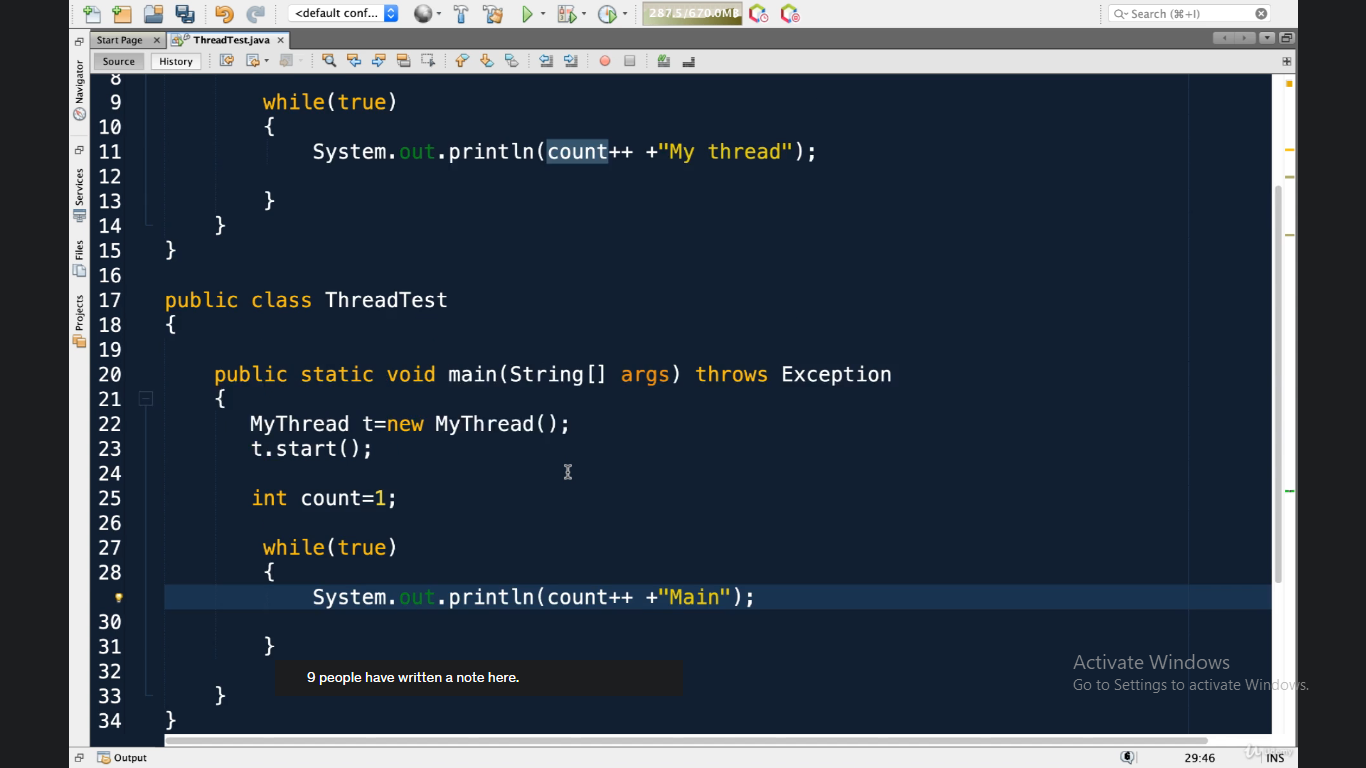 <default conf...
287.5/670.0MB
Search (⌘+I)
Start Page
ThreadTest.java
Source
History
Navigator
Services
Files
Projects
8
9 while(true)
10 {
11 System.out.println(count++ +"My thread");
12
13 }
14 }
15 }
16
17 public class ThreadTest
18 {
19
20 public static void main(String[] args) throws Exception
21 {
22 MyThread t=new MyThread();
23 t.start();
24
25 int count=1;
26
27 while(true)
28 {
System.out.println(count++ +"Main");
30
31 }
32
33 }
34 }
9 people have written a note here.
Activate Windows
Go to Settings to activate Windows.
Output
6
29:46
INS